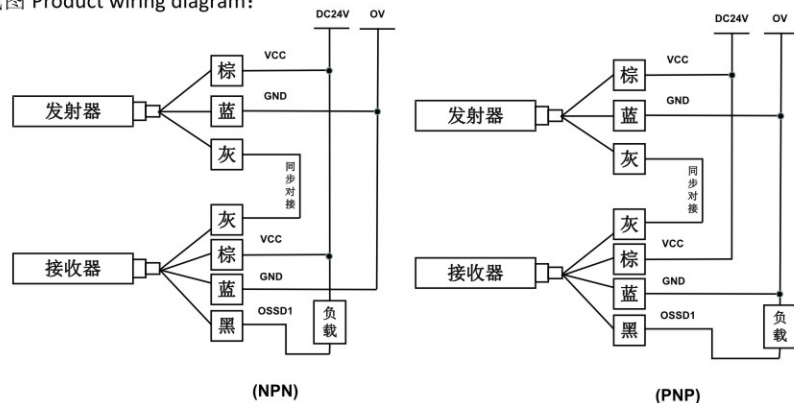 图 Product wiring diagram:
DC24V
OV
VCC
棕
发射器
GND
蓝
灰
同步对接
灰
VCC
棕
接收器
GND
蓝
OSSD1
黑
负载
(NPN)
DC24V
OV
VCC
棕
发射器
GND
蓝
灰
同步对接
灰
VCC
棕
接收器
GND
蓝
OSSD1
黑
负载
(PNP)